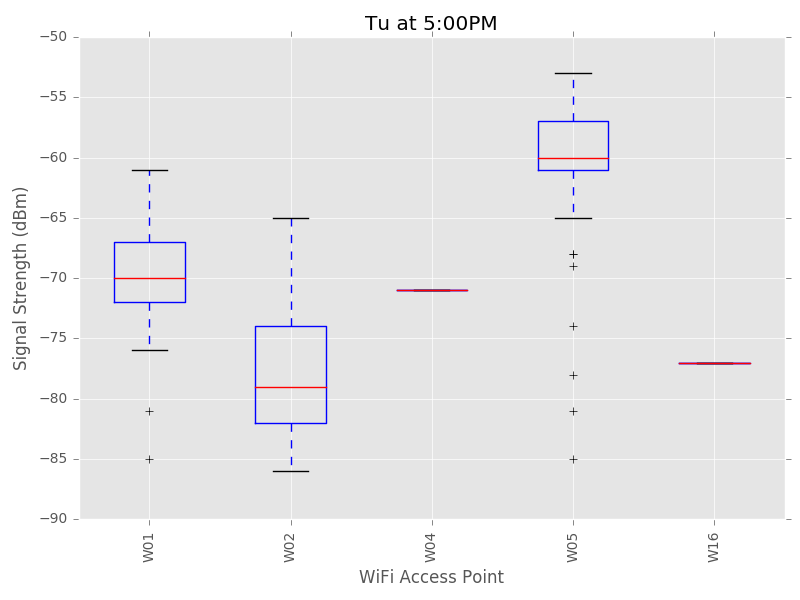 Tu at 5:00PM
−50
−55
−60
−65
−70
−75
−80
−85
−90
Signal Strength (dBm)
W01
W02
W04
W05
W16
WiFi Access Point